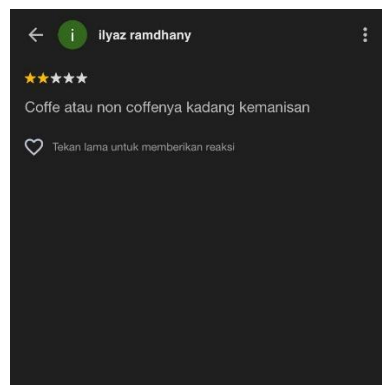 i ilyaz ramdhany
Coffe atau non coffenya kadang kemanisan
Tekan lama untuk memberikan reaksi